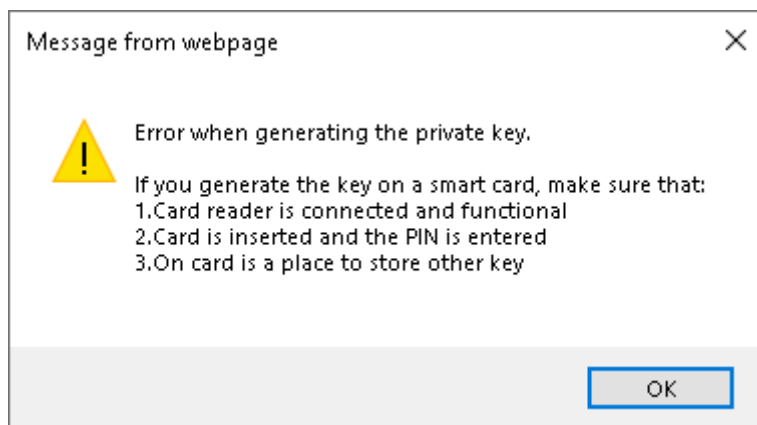 Message from webpage
Error when generating the private key.
If you generate the key on a smart card, make sure that:
1.Card reader is connected and functional
2.Card is inserted and the PIN is entered
3.On card is a place to store other key
OK